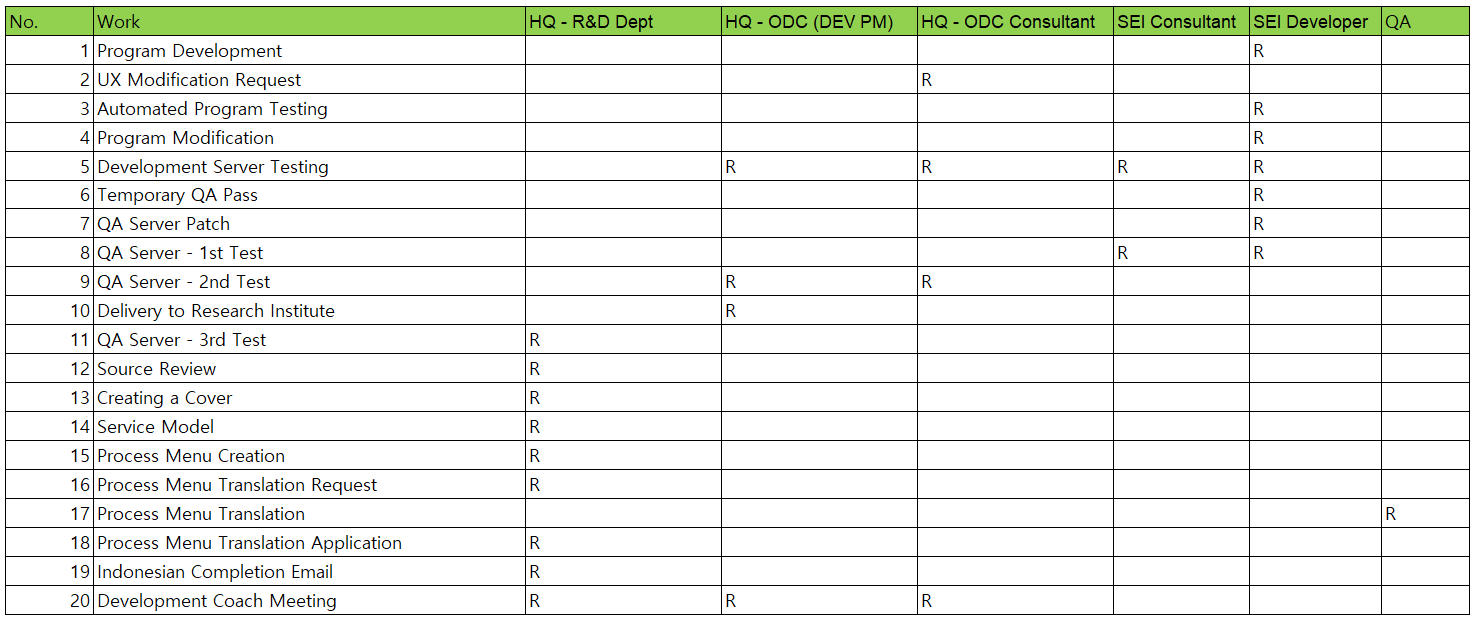 No. Work HQ - R&D Dept HQ - ODC (DEV PM) HQ - ODC Consultant SEI Consultant SEI Developer QA
1 Program Development R
2 UX Modification Request R
3 Automated Program Testing R
4 Program Modification R
5 Development Server Testing R R R R
6 Temporary QA Pass R
7 QA Server Patch R
8 QA Server - 1st Test R R
9 QA Server - 2nd Test R R
10 Delivery to Research Institute R
11 QA Server - 3rd Test R
12 Source Review R
13 Creating a Cover R
14 Service Model R
15 Process Menu Creation R
16 Process Menu Translation Request R
17 Process Menu Translation R
18 Process Menu Translation Application R
19 Indonesian Completion Email R
20 Development Coach Meeting R R R